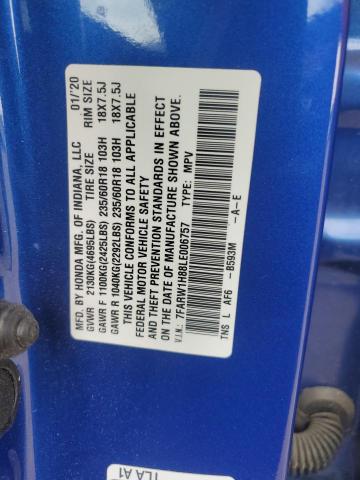 MFD. BY HONDA MFG. OF INDIANA, LLC 01/'20
GVWR 2130KG(4695LBS) TIRE SIZE RIM SIZE
GAWR F 1100KG(2425LBS) 235/60R18 103H 18X7.5J
GAWR R 1040KG(2292LBS) 235/60R18 103H 18X7.5J
THIS VEHICLE CONFORMS TO ALL APPLICABLE
FEDERAL MOTOR VEHICLE SAFETY
AND THEFT PREVENTION STANDARDS IN EFFECT
ON THE DATE OF MANUFACTURE SHOWN ABOVE.
V.I.N.: 7FARW1H88LE006757 TYPE: MPV
TNS L AF6 -B593M -A-E
LA A1